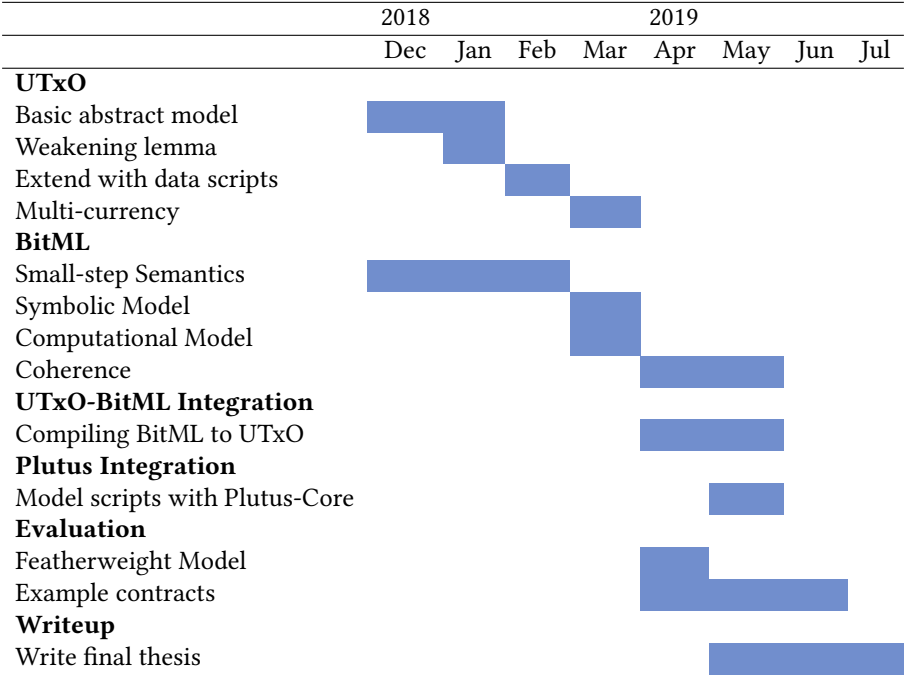 2018 2019
Dec Jan Feb Mar Apr May Jun Jul
UTxO
Basic abstract model
Weakening lemma
Extend with data scripts
Multi-currency
BitML
Small-step Semantics
Symbolic Model
Computational Model
Coherence
UTxO-BitML Integration
Compiling BitML to UTxO
Plutus Integration
Model scripts with Plutus-Core
Evaluation
Featherweight Model
Example contracts
Writeup
Write final thesis